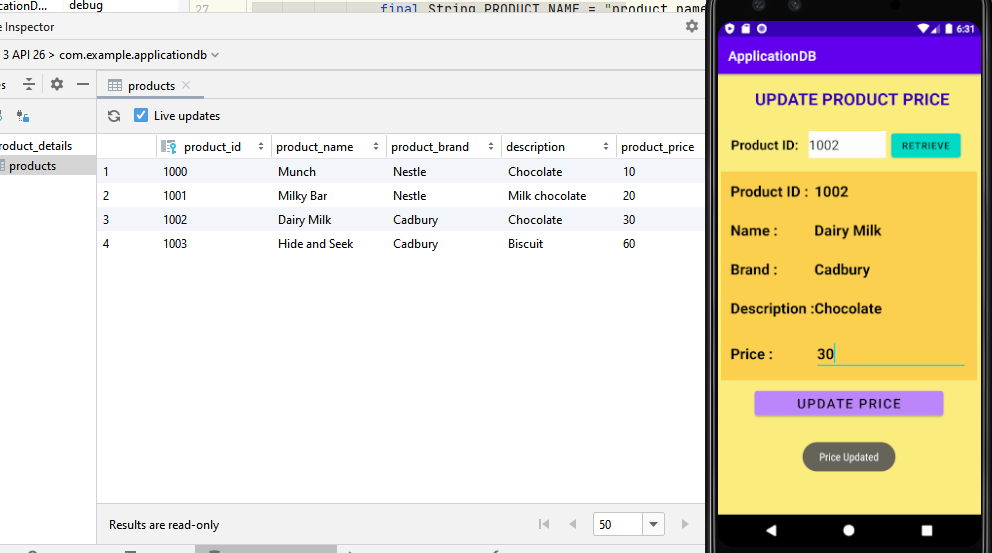 cationD...
debug
27
final String PRODUCT_NAME = "product_name
e Inspector
3 API 26 > com.example.applicationdb
es
products
Live updates
roduct_details
products
product_id product_name product_brand description product_price
1 1000 Munch Nestle Chocolate 10
2 1001 Milky Bar Nestle Milk chocolate 20
3 1002 Dairy Milk Cadbury Chocolate 30
4 1003 Hide and Seek Cadbury Biscuit 60
Results are read-only
50
6:31
ApplicationDB
UPDATE PRODUCT PRICE
Product ID: 1002 RETRIEVE
Product ID : 1002
Name : Dairy Milk
Brand : Cadbury
Description :Chocolate
Price : 30
UPDATE PRICE
Price Updated